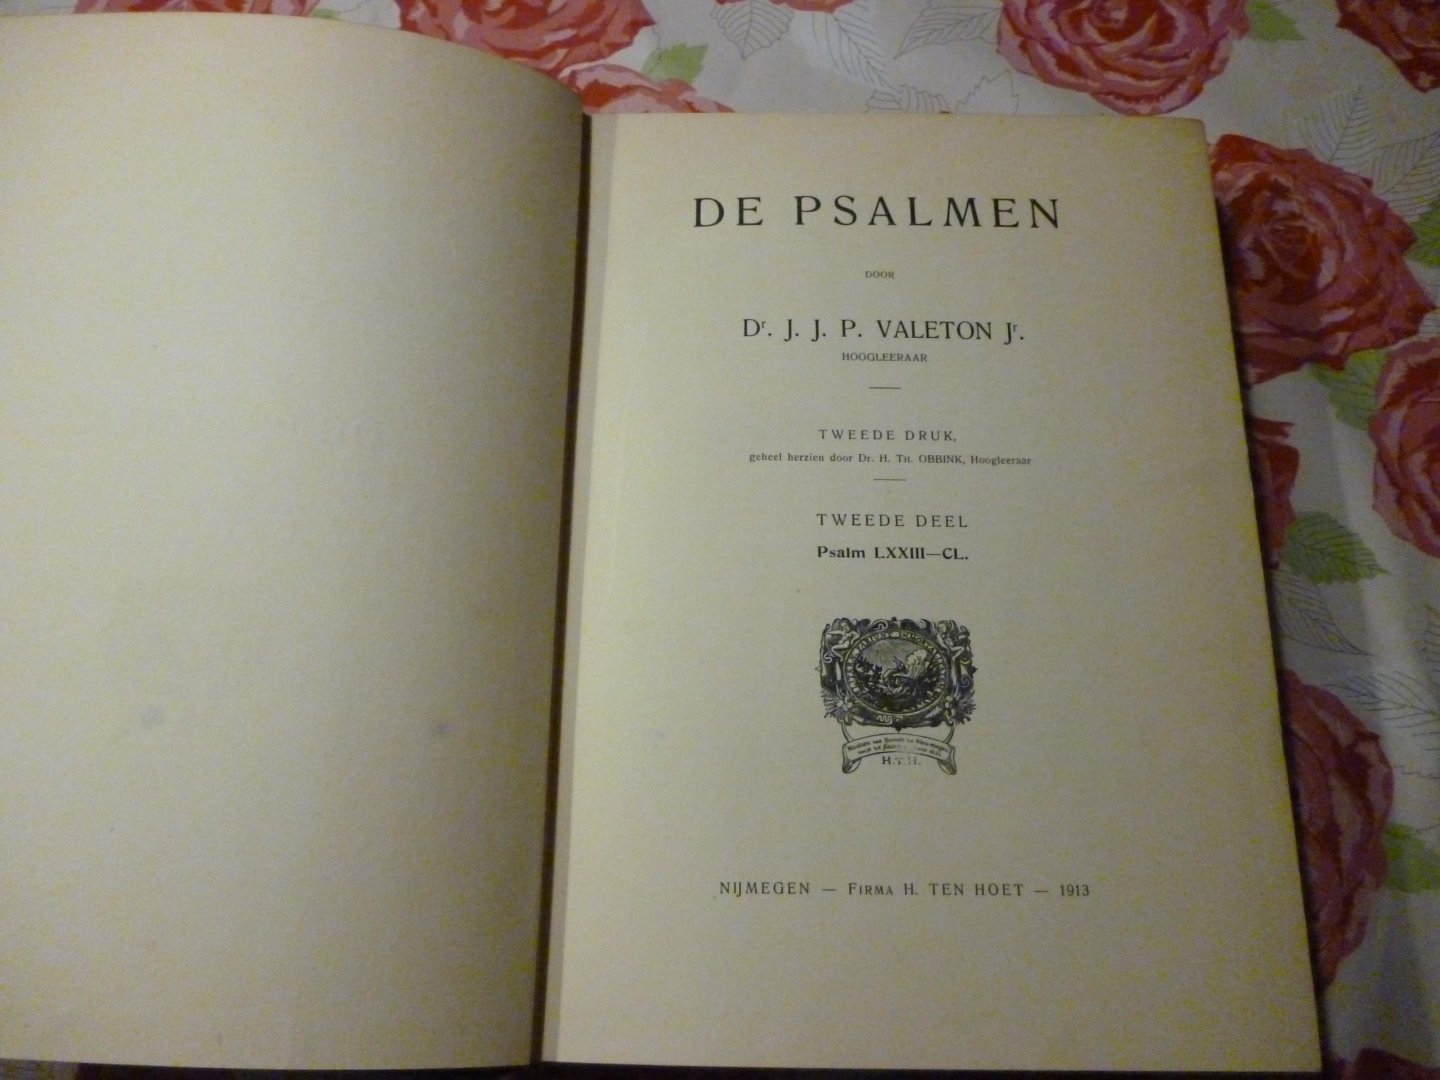 DE PSALMEN
DOOR
Dr. J. J. P. VALETON Jr.
HOOGLEERAAR
TWEEDE DRUK,
geheel herzien door Dr. H. TH. OBBINK, Hoogleeraar
TWEEDE DEEL
Psalm LXXIII—CL.
H.T.H.
NIJMEGEN — FIRMA H. TEN HOET — 1913